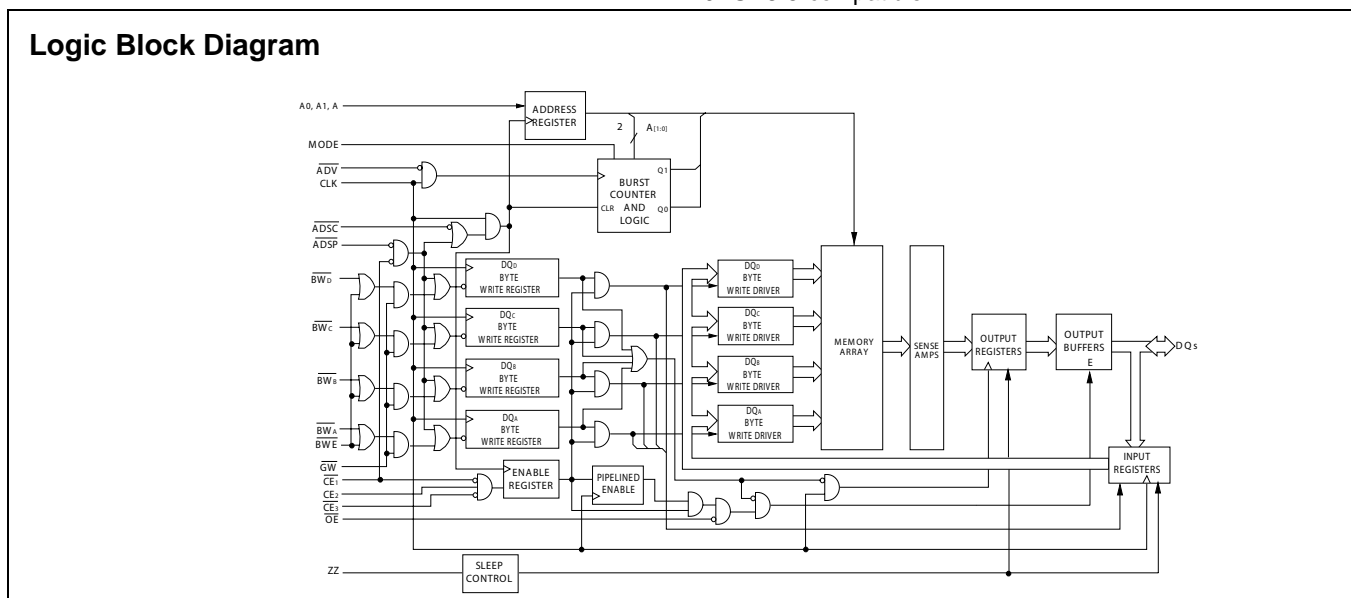 Logic Block Diagram
A0, A1, A
ADDRESS
REGISTER
2 A[1:0]
MODE
ADV
CLK
BURST
COUNTER
AND
LOGIC
CLR
Q1
Q0
ADSC
ADSP
BWD
DQD
BYTE
WRITE REGISTER
DQD
BYTE
WRITE DRIVER
BWC
DQC
BYTE
WRITE REGISTER
DQC
BYTE
WRITE DRIVER
BWB
DQB
BYTE
WRITE REGISTER
DQB
BYTE
WRITE DRIVER
BWA
BWE
DQA
BYTE
WRITE REGISTER
DQA
BYTE
WRITE DRIVER
MEMORY
ARRAY
SENSE
AMPS
OUTPUT
REGISTERS
OUTPUT
BUFFERS
E
DQs
INPUT
REGISTERS
GW
CE1
CE2
CE3
OE
ENABLE
REGISTER
PIPELINED
ENABLE
ZZ
SLEEP
CONTROL